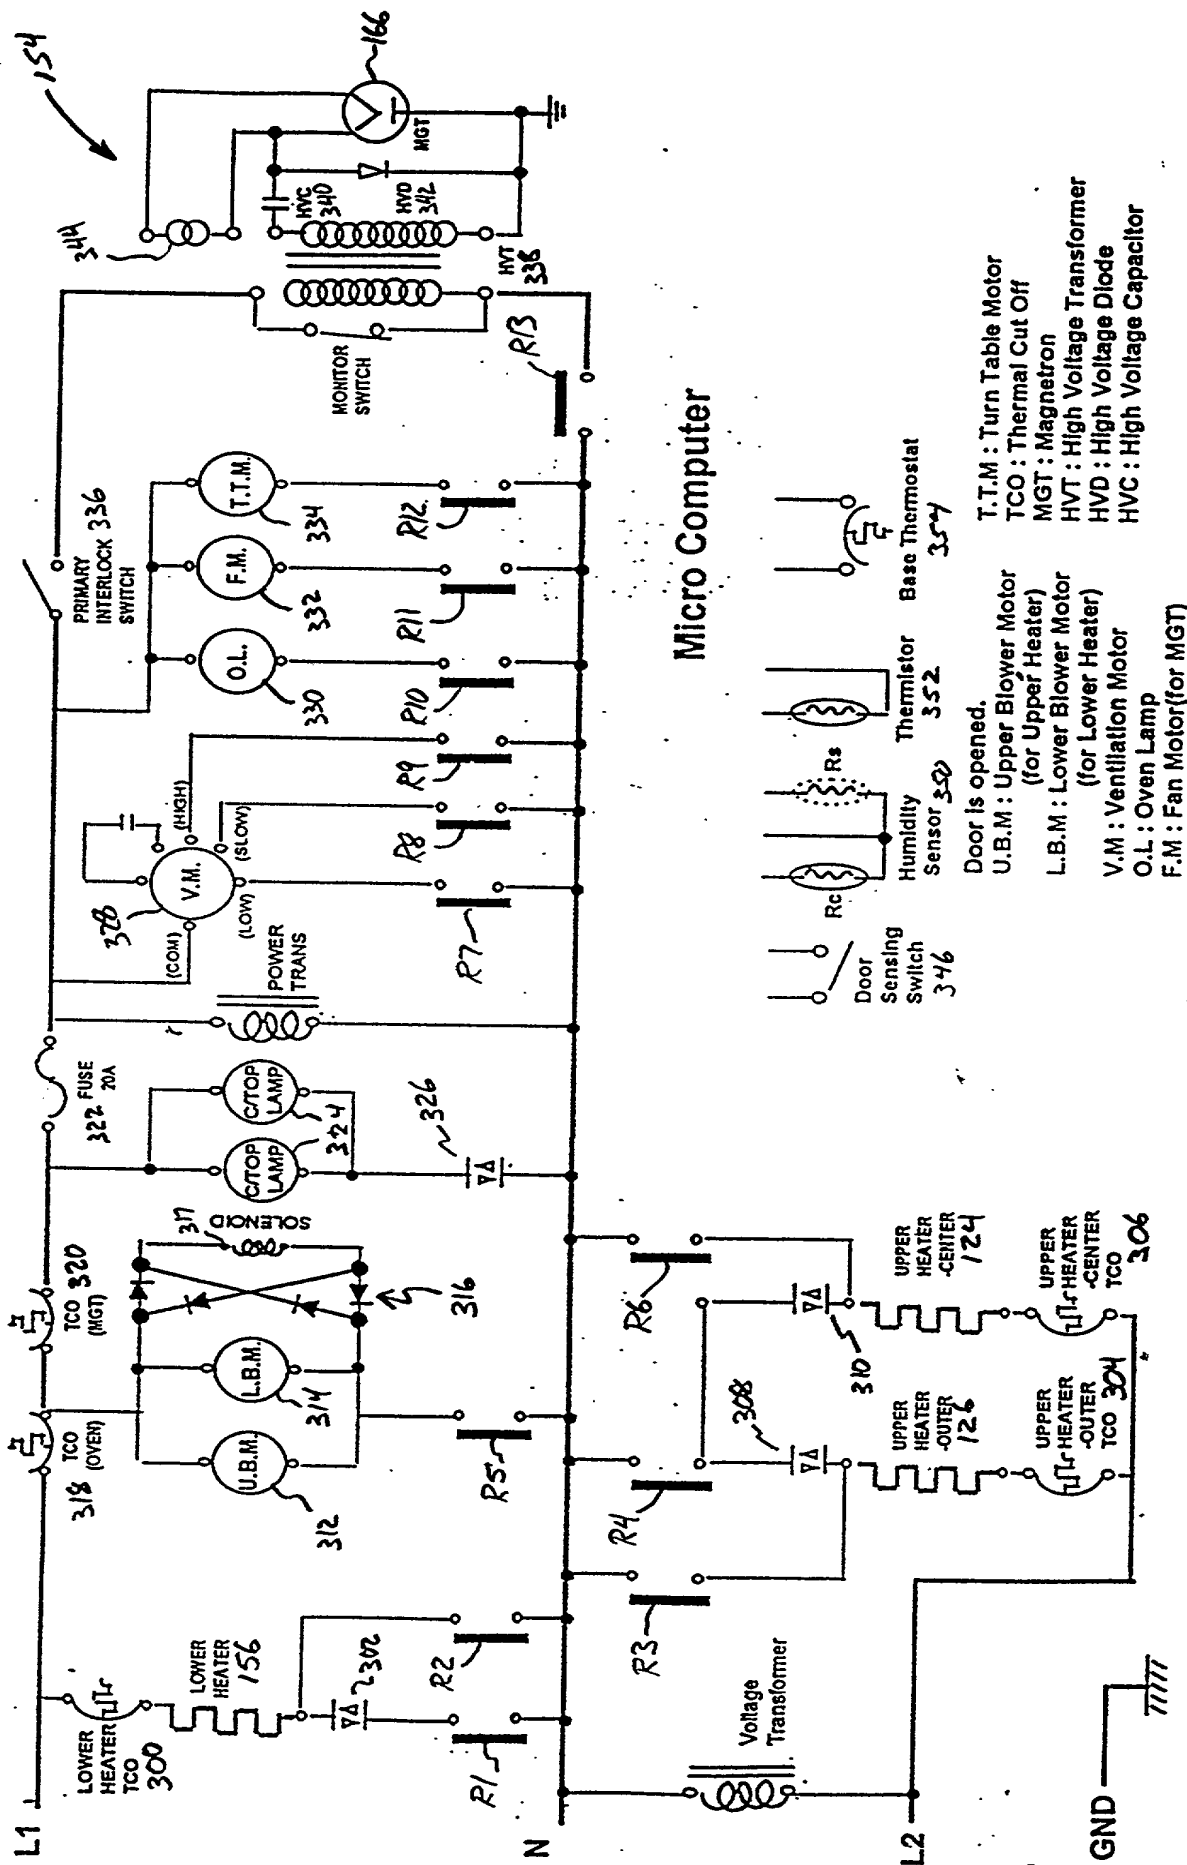 154
L1
LOWER
HEATER
TCO
300
LOWER
HEATER
156
302
R1
R2
318
TCO
(OVEN)
TCO 320
(MGT)
U.B.M.
312
L.B.M.
314
316
317
SOLENOID
R5
C/TOP
LAMP
C/TOP
LAMP
324
326
322 FUSE
20A
POWER
TRANS
(COM)
V.M.
328
(LOW)
(SLOW)
(HIGH)
R7
R8
R9
PRIMARY
INTERLOCK 336
SWITCH
O.L.
330
F.M.
332
T.T.M.
334
R10
R11
R12
MONITOR
SWITCH
R13
HVT
338
HVC
340
HVD
342
344
MGT
166
N
Voltage
Transformer
R3
R4
R6
308
310
UPPER
HEATER
-OUTER
126
UPPER
HEATER
-CENTER
124
UPPER
HEATER
-OUTER
TCO 304
UPPER
HEATER
-CENTER
TCO
306
L2
GND
Micro Computer
Door
Sensing
Switch
346
Rc
Humidity
Sensor 350
Rs
Thermistor
352
Base Thermostat
354
Door is opened.
U.B.M : Upper Blower Motor
(for Upper Heater)
L.B.M : Lower Blower Motor
(for Lower Heater)
V.M : Ventilation Motor
O.L : Oven Lamp
F.M : Fan Motor(for MGT)
T.T.M : Turn Table Motor
TCO : Thermal Cut Off
MGT : Magnetron
HVT : High Voltage Transformer
HVD : High Voltage Diode
HVC : High Voltage Capacitor